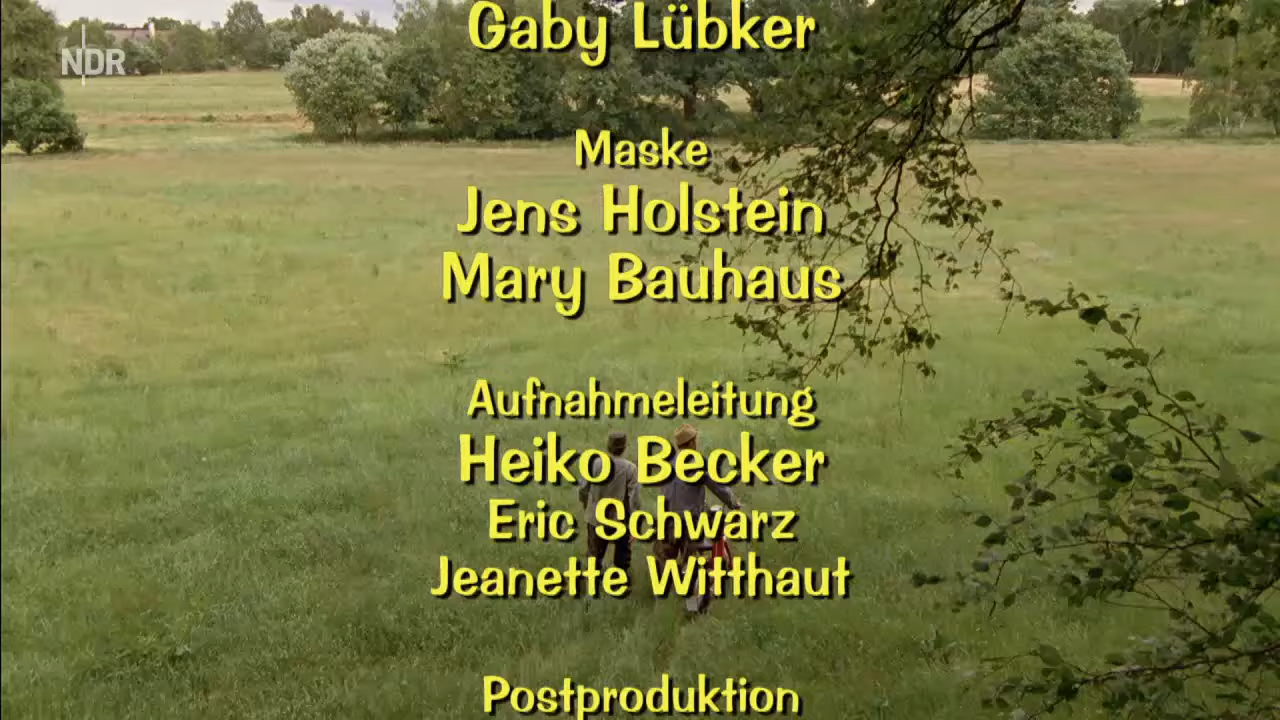 Gaby Lübker
NDR
Maske
Jens Holstein
Mary Bauhaus
Aufnahmeleitung
Heiko Becker
Eric Schwarz
Jeanette Witthaut
Postproduktion